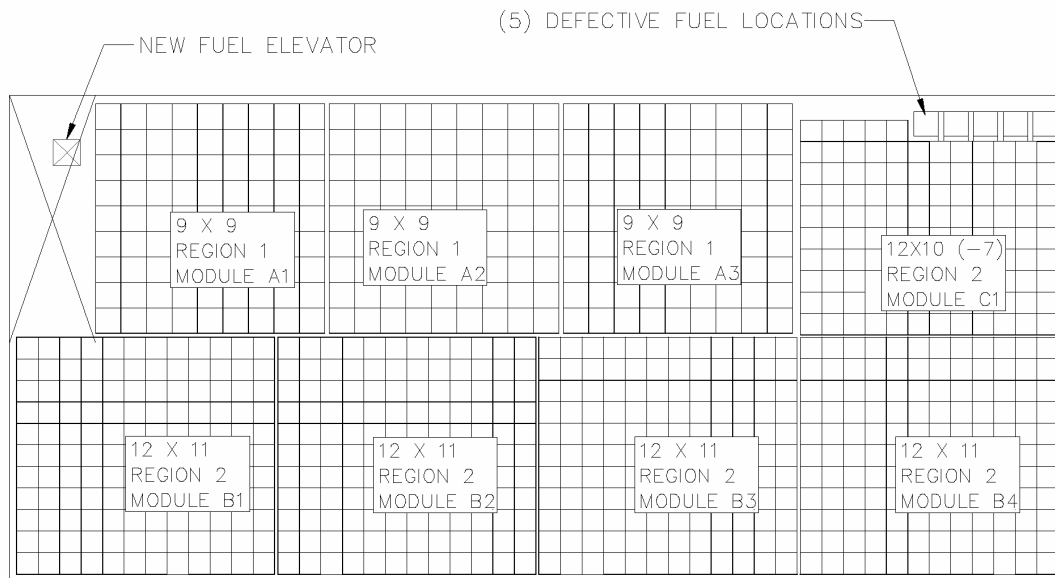 (5) DEFECTIVE FUEL LOCATIONS
NEW FUEL ELEVATOR
9 X 9
REGION 1
MODULE A1
9 X 9
REGION 1
MODULE A2
9 X 9
REGION 1
MODULE A3
12X10 (-7)
REGION 2
MODULE C1
12 X 11
REGION 2
MODULE B1
12 X 11
REGION 2
MODULE B2
12 X 11
REGION 2
MODULE B3
12 X 11
REGION 2
MODULE B4